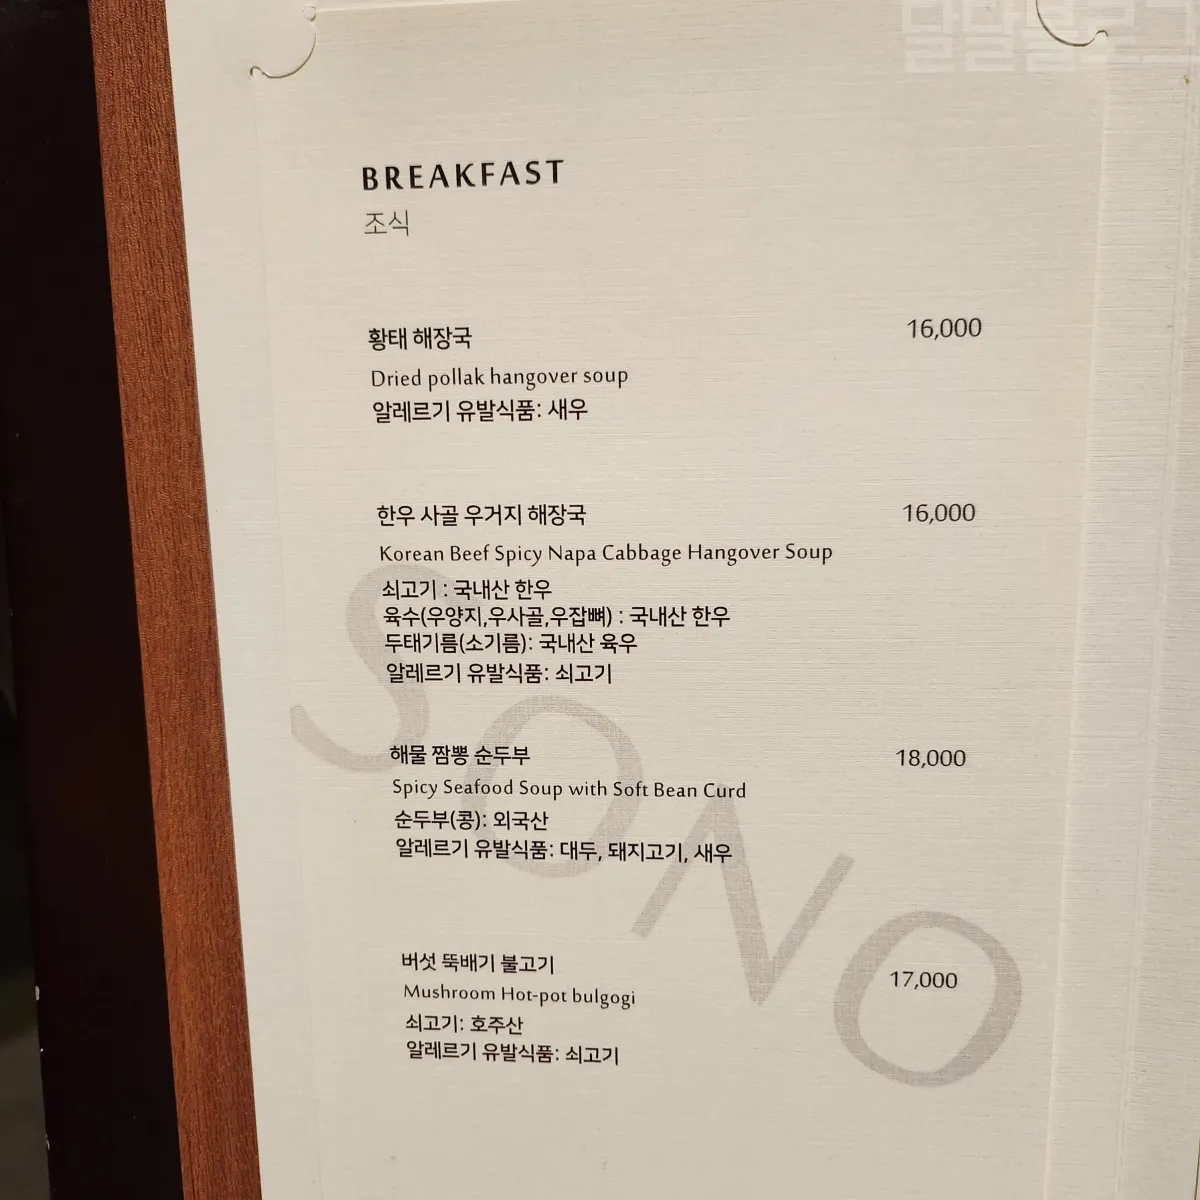 달달블로그
BREAKFAST
조식
황태 해장국 16,000
Dried pollak hangover soup
알레르기 유발식품: 새우
한우 사골 우거지 해장국 16,000
Korean Beef Spicy Napa Cabbage Hangover Soup
쇠고기 : 국내산 한우
육수(우양지,우사골,우잡뼈) : 국내산 한우
두태기름(소기름): 국내산 육우
알레르기 유발식품: 쇠고기
해물 짬뽕 순두부 18,000
Spicy Seafood Soup with Soft Bean Curd
순두부(콩): 외국산
알레르기 유발식품: 대두, 돼지고기, 새우
버섯 뚝배기 불고기 17,000
Mushroom Hot-pot bulgogi
쇠고기: 호주산
알레르기 유발식품: 쇠고기
SONO